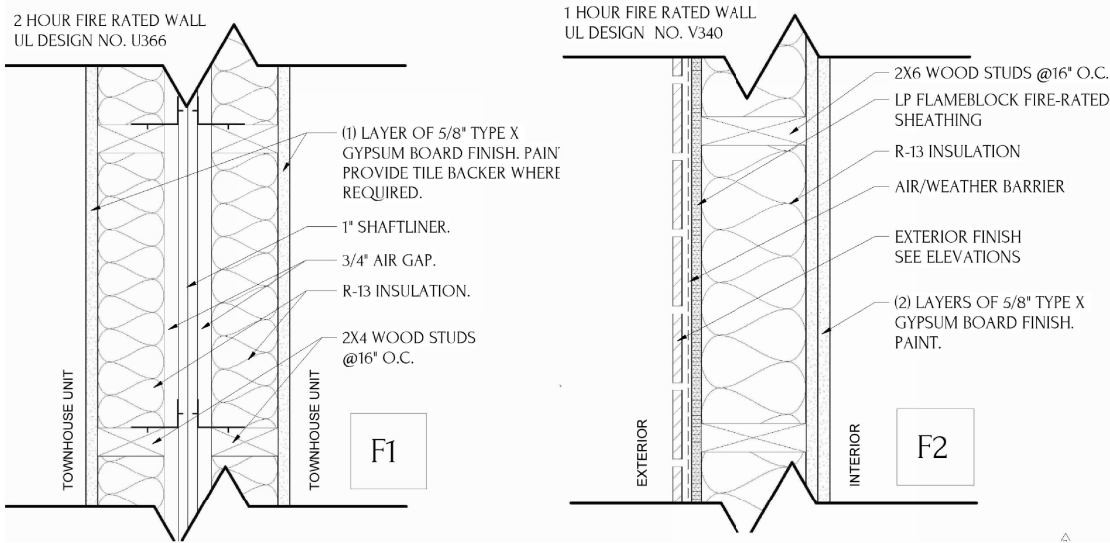 2 HOUR FIRE RATED WALL
UL DESIGN NO. U366
(1) LAYER OF 5/8" TYPE X
GYPSUM BOARD FINISH. PAIN
PROVIDE TILE BACKER WHERE
REQUIRED.
1" SHAFTLINER.
3/4" AIR GAP.
R-13 INSULATION.
2X4 WOOD STUDS
@16" O.C.
TOWNHOUSE UNIT
TOWNHOUSE UNIT
F1
1 HOUR FIRE RATED WALL
UL DESIGN NO. V340
2X6 WOOD STUDS @16" O.C.
LP FLAMEBLOCK FIRE-RATED
SHEATHING
R-13 INSULATION
AIR/WEATHER BARRIER
EXTERIOR FINISH
SEE ELEVATIONS
(2) LAYERS OF 5/8" TYPE X
GYPSUM BOARD FINISH.
PAINT.
EXTERIOR
INTERIOR
F2